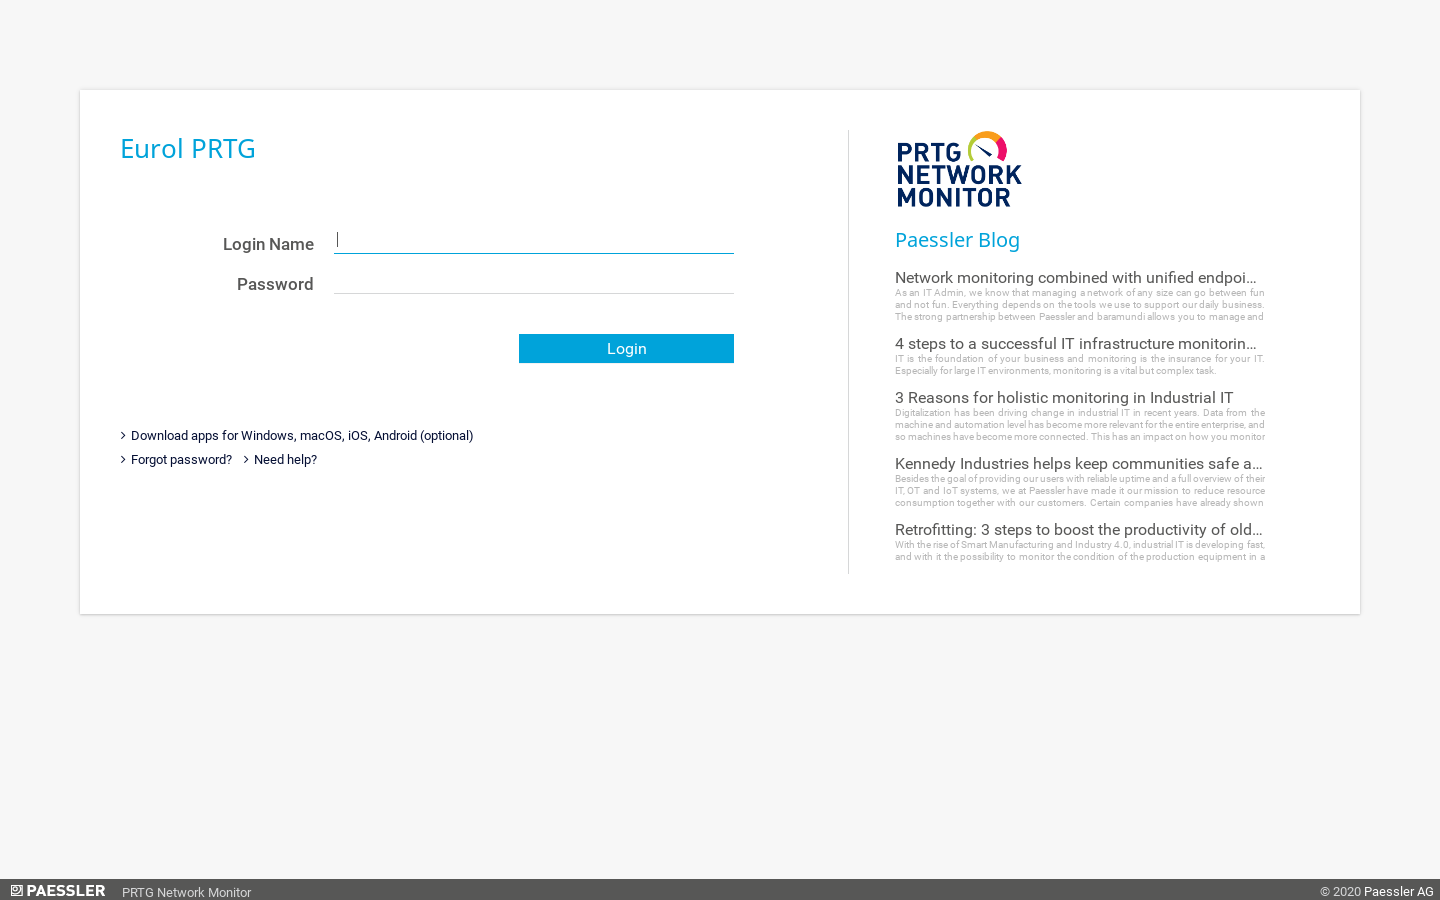 Eurol PRTG
Login Name
Password
Login
Download apps for Windows, macOS, iOS, Android (optional)
Forgot password? Need help?
PRTG
NETWORK
MONITOR
Paessler Blog
Network monitoring combined with unified endpoi...
As an IT Admin, we know that managing a network of any size can go between fun
and not fun. Everything depends on the tools we use to support our daily business.
The strong partnership between Paessler and baramundi allows you to manage and
4 steps to a successful IT infrastructure monitorin...
IT is the foundation of your business and monitoring is the insurance for your IT.
Especially for large IT environments, monitoring is a vital but complex task.
3 Reasons for holistic monitoring in Industrial IT
Digitalization has been driving change in industrial IT in recent years. Data from the
machine and automation level has become more relevant for the entire enterprise, and
so machines have become more connected. This has an impact on how you monitor
Kennedy Industries helps keep communities safe a...
Besides the goal of providing our users with reliable uptime and a full overview of their
IT, OT and IoT systems, we at Paessler have made it our mission to reduce resource
consumption together with our customers. Certain companies have already shown
Retrofitting: 3 steps to boost the productivity of old...
With the rise of Smart Manufacturing and Industry 4.0, industrial IT is developing fast,
and with it the possibility to monitor the condition of the production equipment in a
PAESSLER PRTG Network Monitor © 2020 Paessler AG